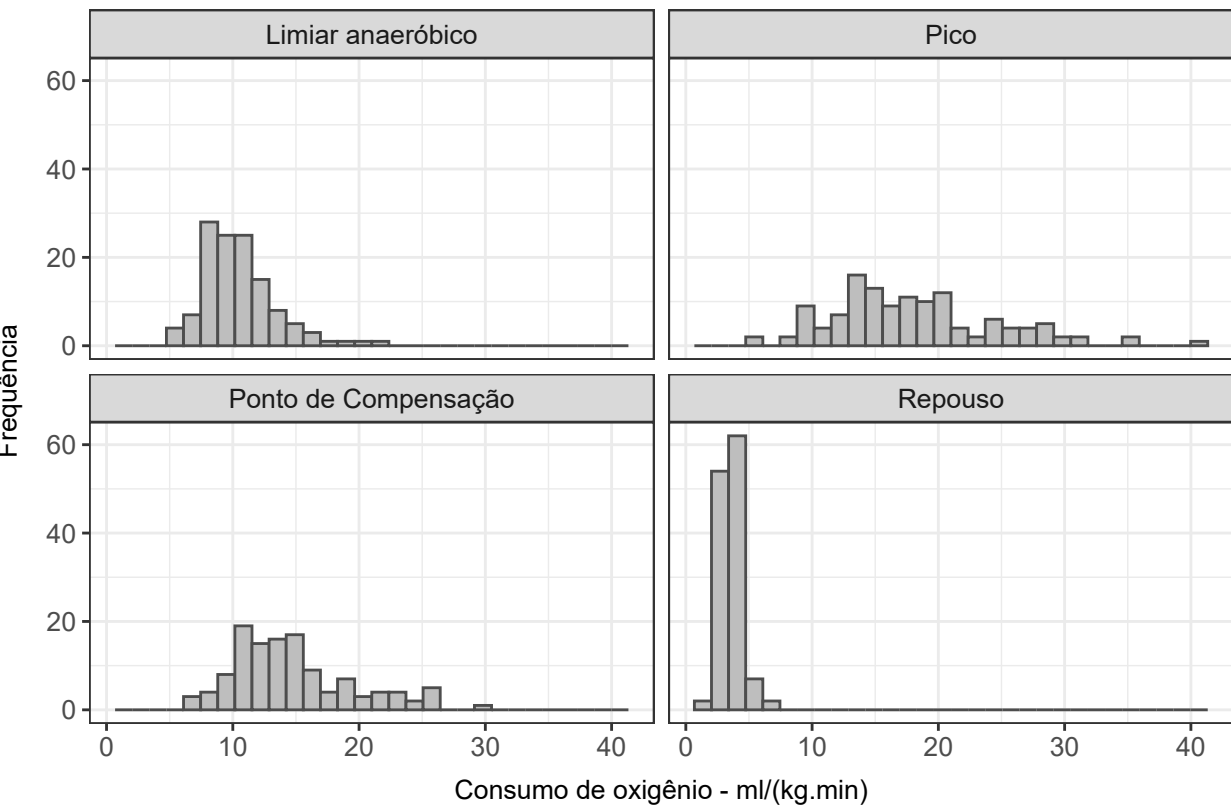 Limiar anaeróbico
Pico
60
40
20
0
Ponto de Compensação
Repouso
60
40
20
0
0 10 20 30 40
0 10 20 30 40
Frequência
Consumo de oxigênio - ml/(kg.min)